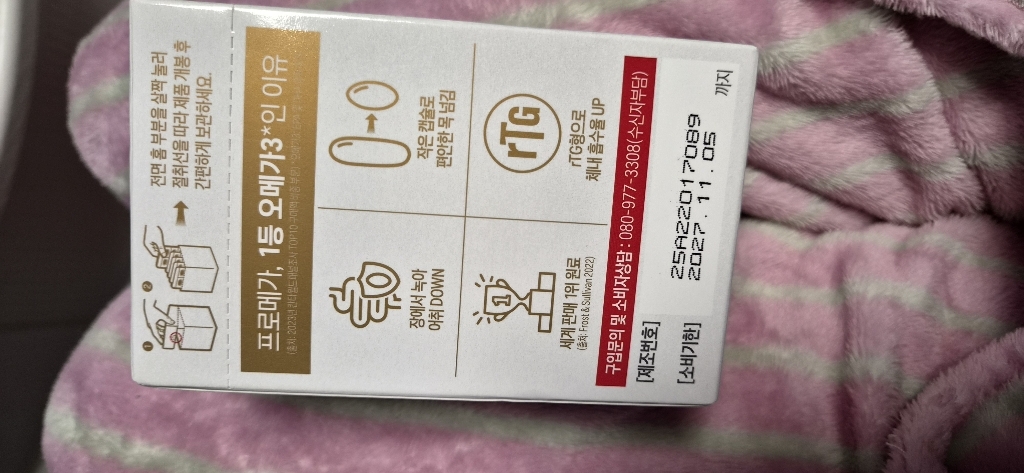 1
2
전면 홈 부분을 살짝 눌러
절취선을 따라 제품 개봉 후
간편하게 보관하세요.
프로메가, 1등 오메가3*인 이유
장에서 녹아
어취 DOWN
작은 캡슐로
편안한 목 넘김
1
세계 판매 1위 원료
(출처: Frost & Sullivan 2022)
rTG
rTG형으로
체내 흡수율 UP
구입문의 및 소비자상담 : 080-977-3308(수신자부담)
[제조번호] 25A22017089
[소비기한] 2027.11.05 까지